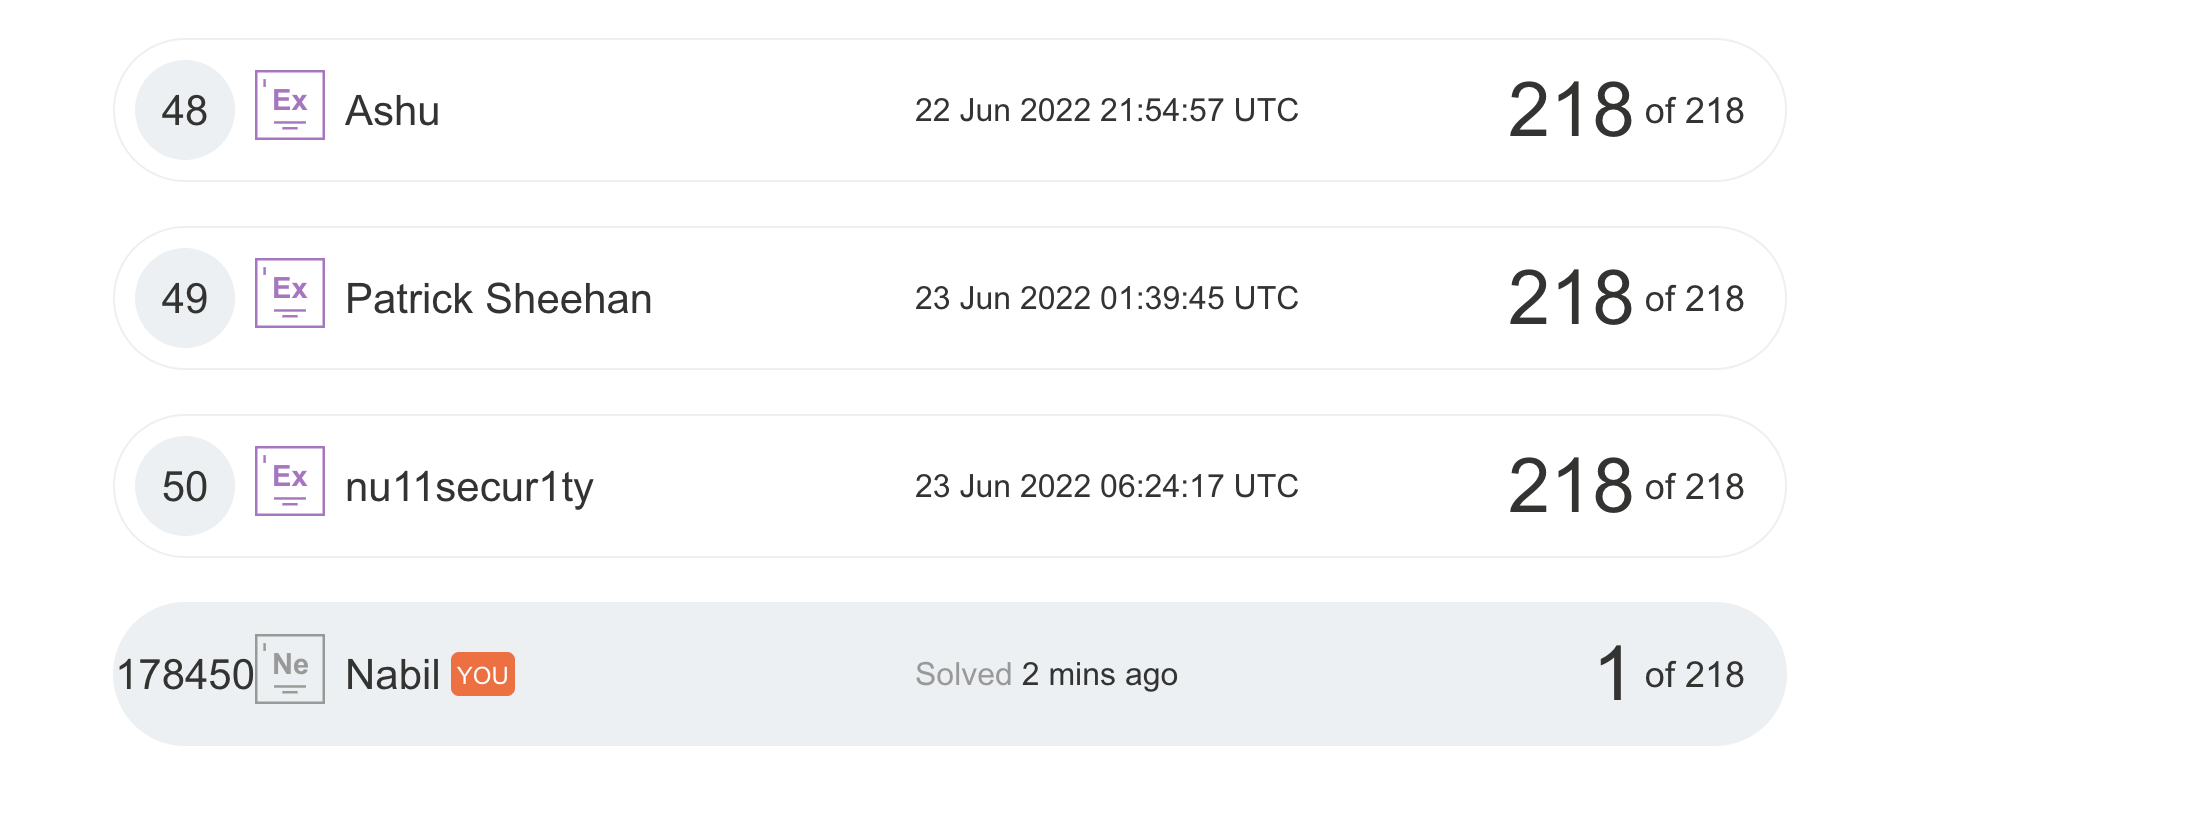 48 Ex Ashu 22 Jun 2022 21:54:57 UTC 218 of 218
49 Ex Patrick Sheehan 23 Jun 2022 01:39:45 UTC 218 of 218
50 Ex nu11secur1ty 23 Jun 2022 06:24:17 UTC 218 of 218
178450 Ne Nabil YOU Solved 2 mins ago 1 of 218